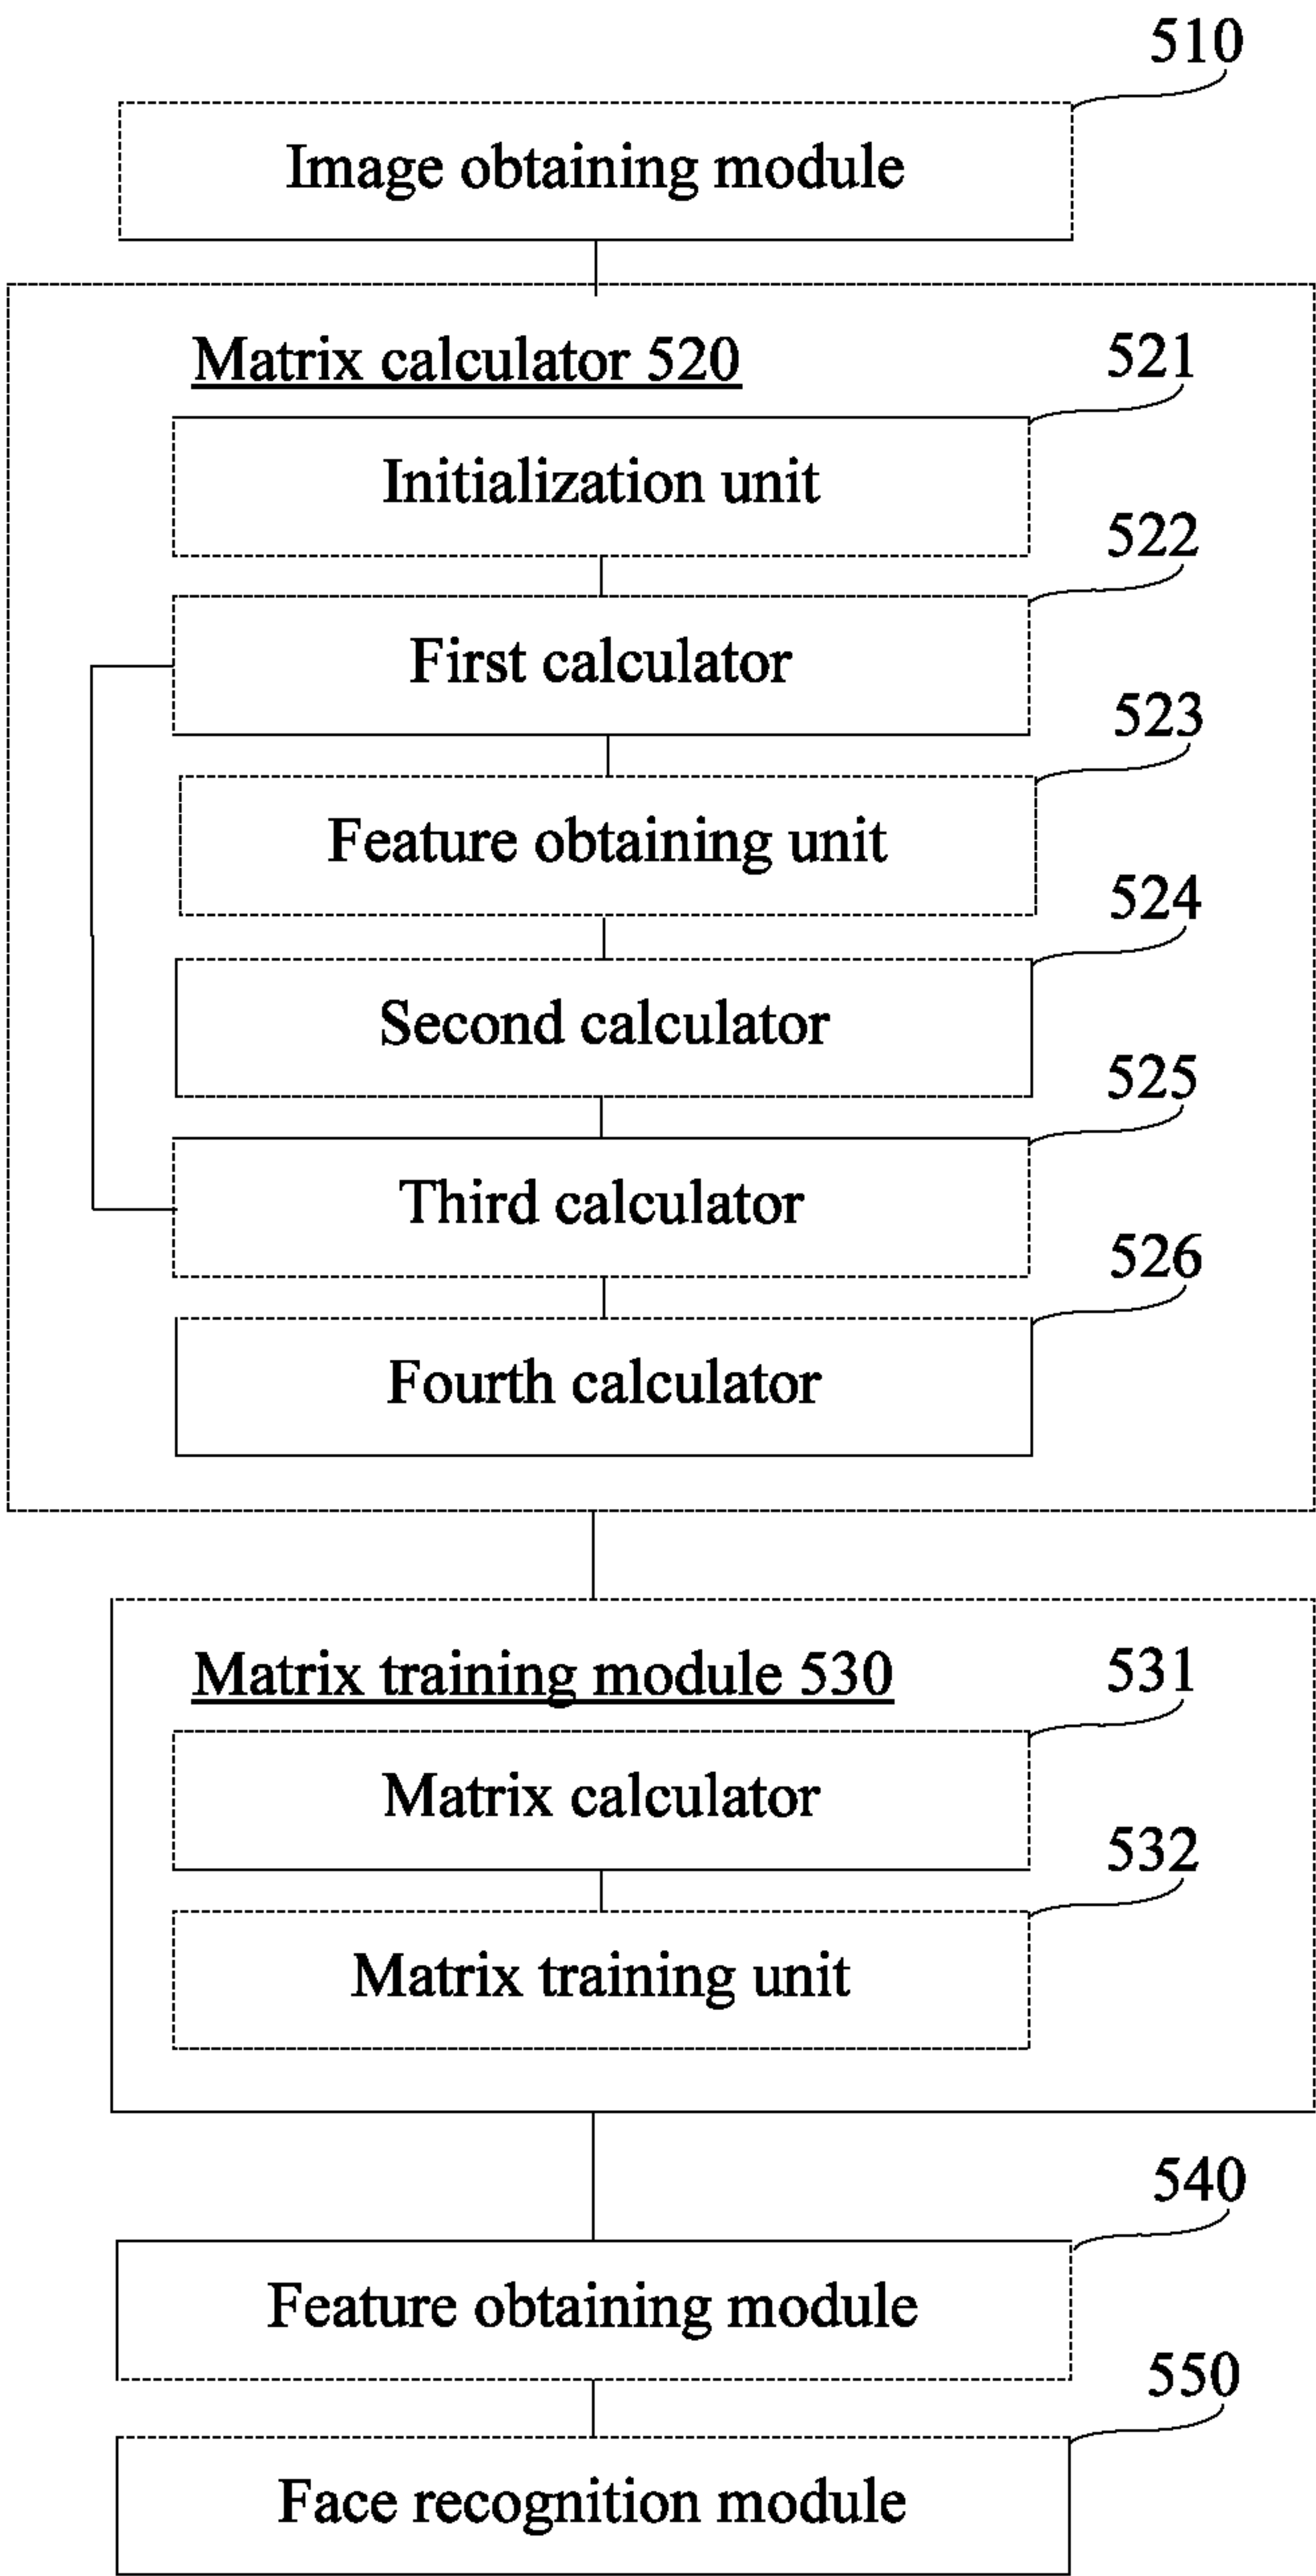 510
Image obtaining module
Matrix calculator 520
521
Initialization unit
522
First calculator
523
Feature obtaining unit
524
Second calculator
525
Third calculator
526
Fourth calculator
Matrix training module 530
531
Matrix calculator
532
Matrix training unit
540
Feature obtaining module
550
Face recognition module